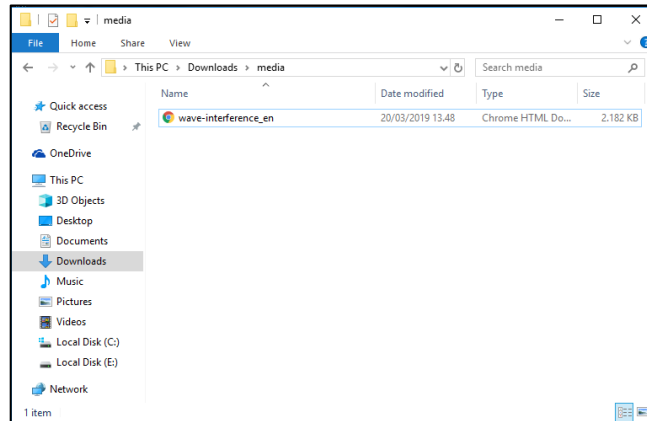 media
File Home Share View
This PC Downloads media
Search media
Name Date modified Type Size
wave-interference_en 20/03/2019 13.48 Chrome HTML Do... 2.182 KB
Quick access
Recycle Bin
OneDrive
This PC
3D Objects
Desktop
Documents
Downloads
Music
Pictures
Videos
Local Disk (C:)
Local Disk (E:)
Network
1 item